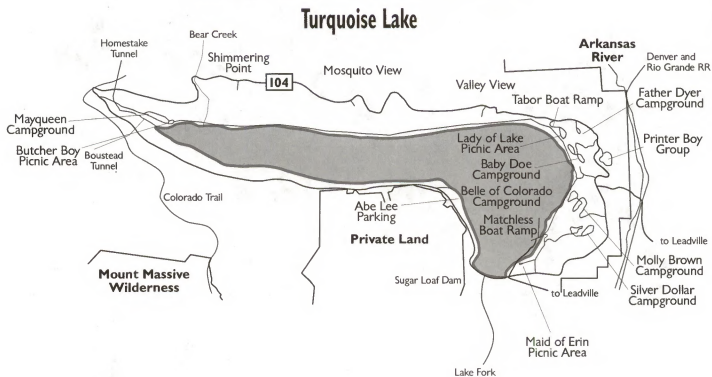 Turquoise Lake
Homestake
Tunnel
Bear Creek
Shimmering
Point
104
Mosquito View
Valley View
Arkansas
River
Denver and
Rio Grande RR
Tabor Boat Ramp
Father Dyer
Campground
Mayqueen
Campground
Butcher Boy
Picnic Area
Boustead
Tunnel
Lady of Lake
Picnic Area
Printer Boy
Group
Baby Doe
Campground
Colorado Trail
Belle of Colorado
Campground
Abe Lee
Parking
Matchless
Boat Ramp
Private Land
to Leadville
Mount Massive
Wilderness
Sugar Loaf Dam
Molly Brown
Campground
to Leadville
Silver Dollar
Campground
Maid of Erin
Picnic Area
Lake Fork